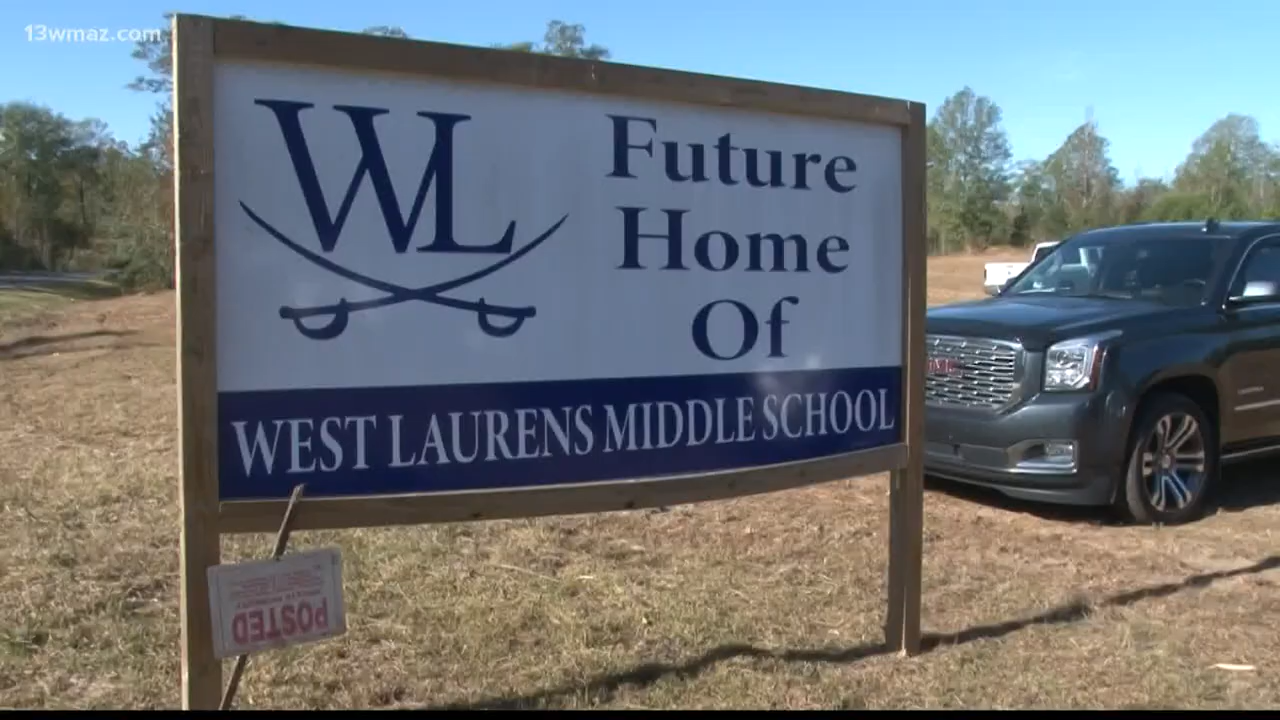 13wmaz.com
WL
Future
Home
Of
WEST LAURENS MIDDLE SCHOOL
GMC
POSTED